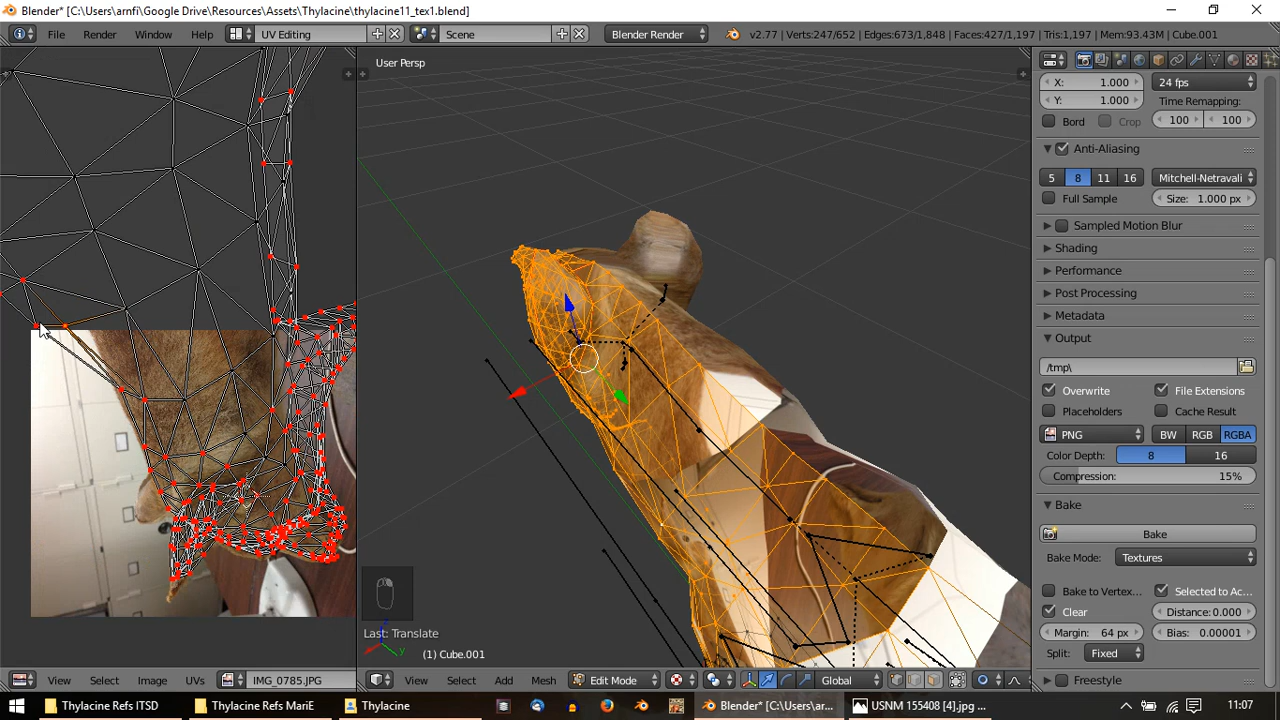 Blender* [C:\Users\arnfi\Google Drive\Resources\Assets\Thylacine\thylacine11_tex1.blend]
File Render Window Help UV Editing Scene Blender Render v2.77 | Verts:247/652 | Edges:673/1,848 | Faces:427/1,197 | Tris:1,197 | Mem:93.43M | Cube.001
User Persp
X: 1.000 24 fps
Y: 1.000 Time Remapping:
Bord Crop 100 100
Anti-Aliasing
5 8 11 16 Mitchell-Netravali
Full Sample Size: 1.000 px
Sampled Motion Blur
Shading
Performance
Post Processing
Metadata
Output
/tmp\
Overwrite File Extensions
Placeholders Cache Result
PNG BW RGB RGBA
Color Depth: 8 16
Compression: 15%
Bake
Bake
Bake Mode: Textures
Bake to Vertex... Selected to Ac...
Clear Distance: 0.000
Margin: 64 px Bias: 0.00001
Split: Fixed
Freestyle
Last: Translate
(1) Cube.001
View Select Image UVs IMG_0785.JPG
View Select Add Mesh Edit Mode Global
Thylacine Refs ITSD Thylacine Refs MariE Thylacine Blender* [C:\Users\ar... USNM 155408 [4].jpg ... 11:07